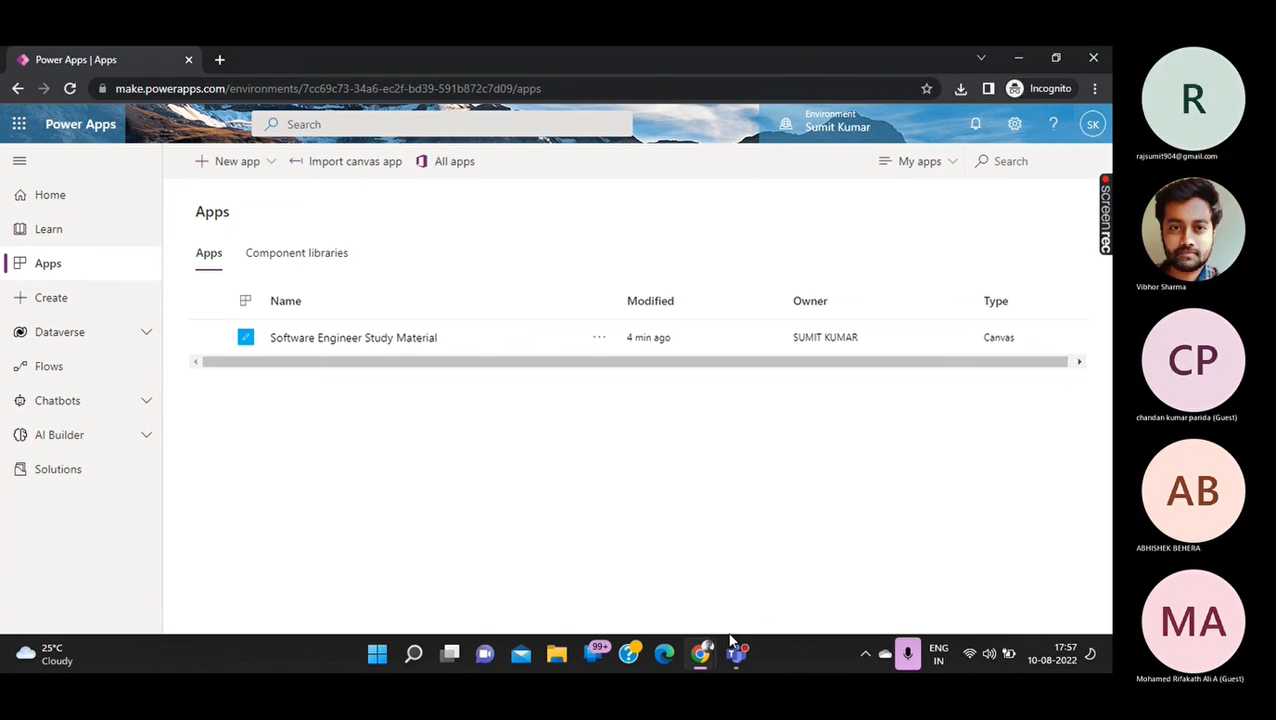 Power Apps | Apps
make.powerapps.com/environments/7cc69c73-34a6-ec2f-bd39-591b872c7d09/apps
Incognito
Power Apps
Search
Environment
Sumit Kumar
SK
New app
Import canvas app
All apps
My apps
Search
Home
Learn
Apps
Create
Dataverse
Flows
Chatbots
AI Builder
Solutions
Apps
Apps
Component libraries
Name
Modified
Owner
Type
Software Engineer Study Material
4 min ago
SUMIT KUMAR
Canvas
screenrec
25°C
Cloudy
99+
ENG
IN
17:57
10-08-2022
R
rajsumit904@gmail.com
Vibhor Sharma
CP
chandan kumar parida (Guest)
AB
ABHISHEK BEHERA
MA
Mohamed Rifakath Ali A (Guest)